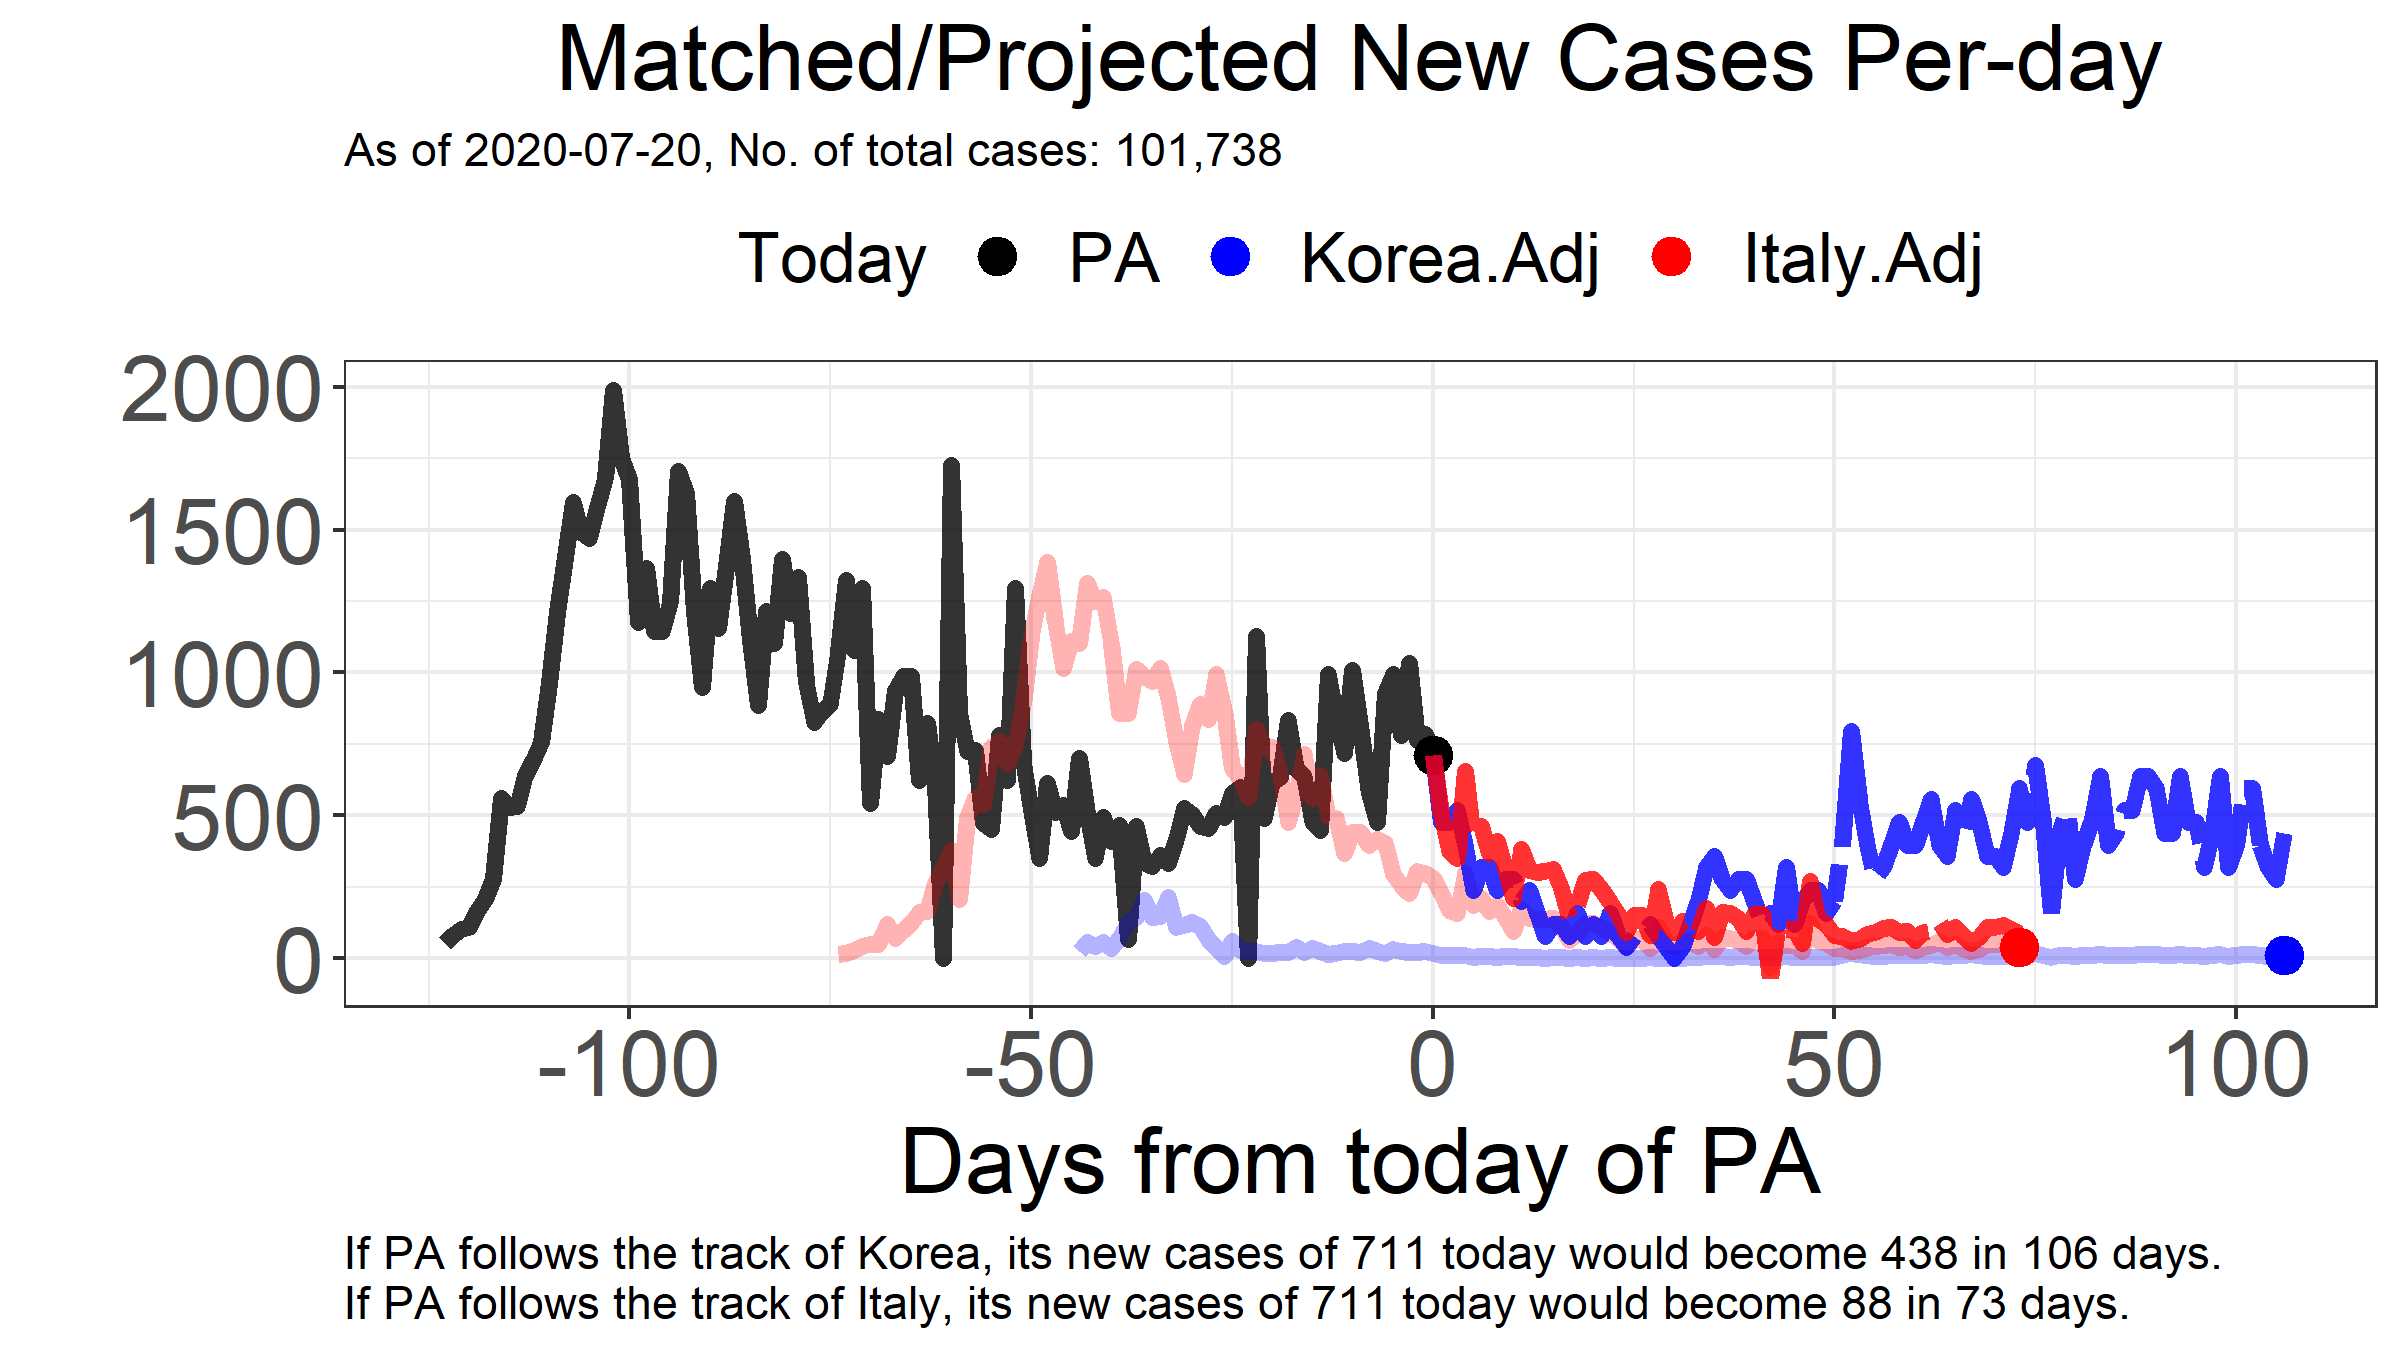 Matched/Projected New Cases Per-day
As of 2020-07-20, No. of total cases: 101,738
Today PA Korea.Adj Italy.Adj
2000
1500
1000
500
0
-100 -50 0 50 100
Days from today of PA
If PA follows the track of Korea, its new cases of 711 today would become 438 in 106 days.
If PA follows the track of Italy, its new cases of 711 today would become 88 in 73 days.